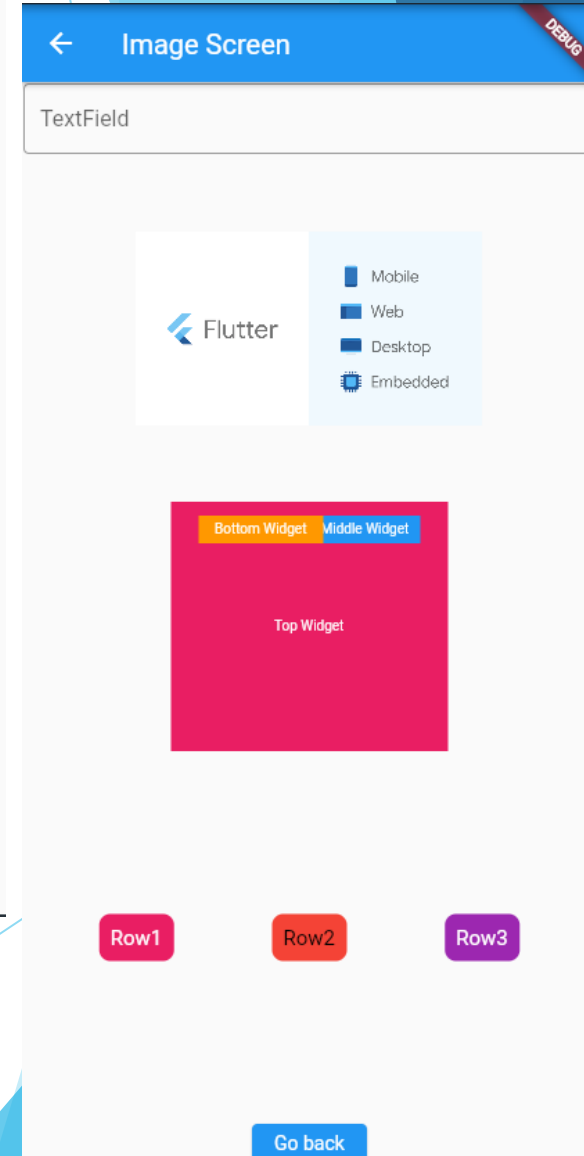 Image Screen
DEBUG
TextField
Flutter
Mobile
Web
Desktop
Embedded
Bottom Widget
Middle Widget
Top Widget
Row1
Row2
Row3
Go back